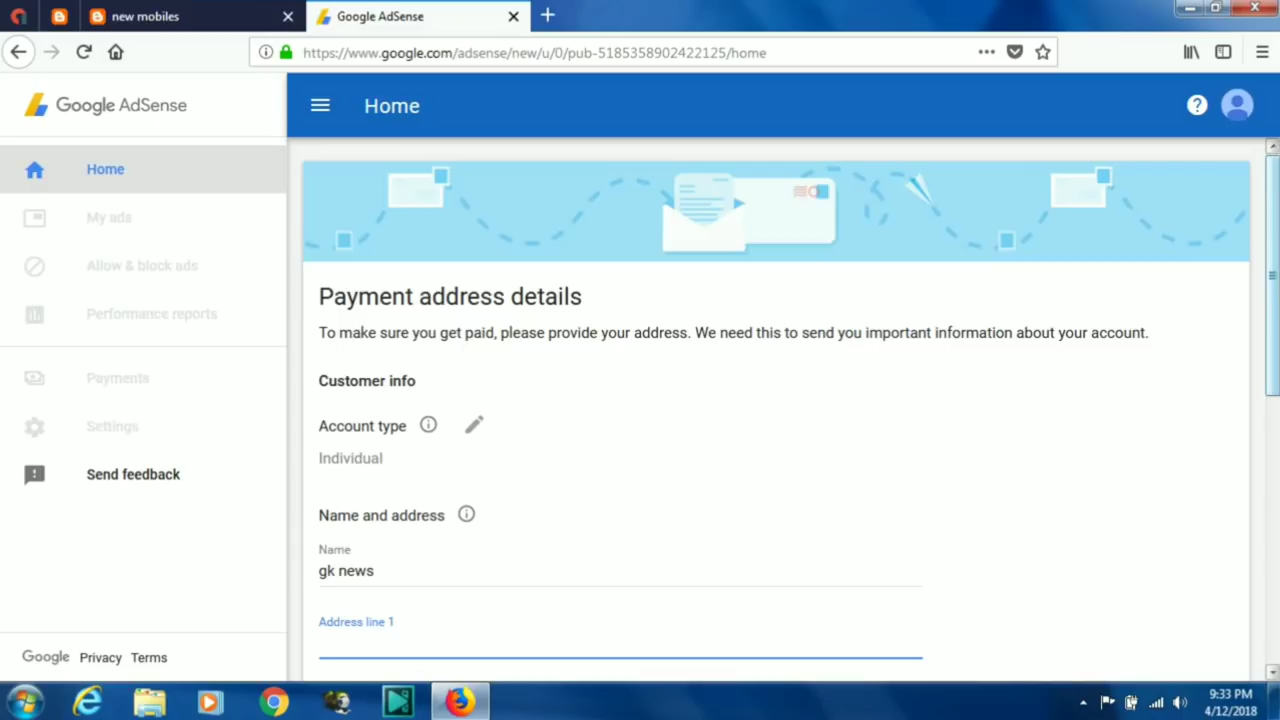 new mobiles
Google AdSense
https://www.google.com/adsense/new/u/0/pub-5185358902422125/home
Google AdSense
Home
Home
My ads
Allow & block ads
Performance reports
Payments
Settings
Send feedback
Google Privacy Terms
Payment address details
To make sure you get paid, please provide your address. We need this to send you important information about your account.
Customer info
Account type
Individual
Name and address
Name
gk news
Address line 1
9:33 PM
4/12/2018